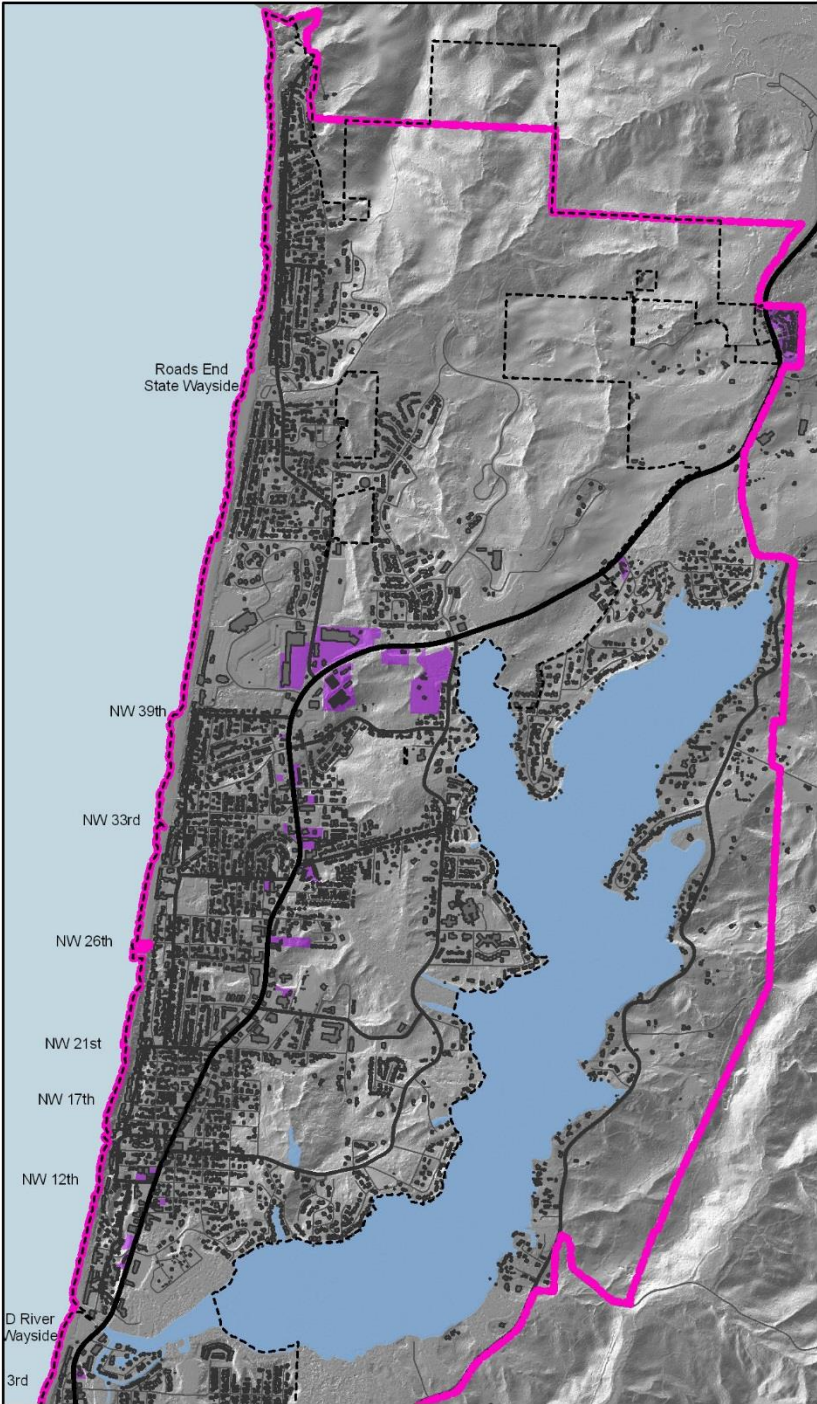 Roads End
State Wayside
NW 39th
NW 33rd
NW 26th
NW 21st
NW 17th
NW 12th
D River
Wayside
3rd